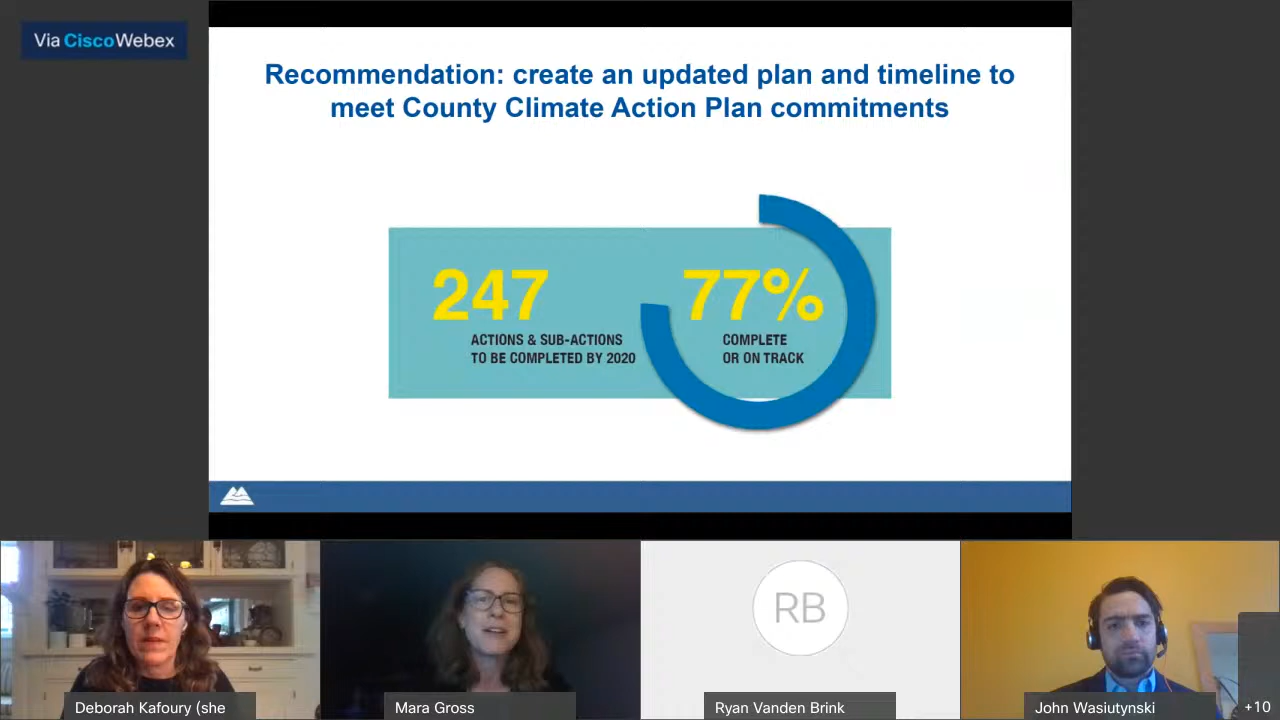 Via Cisco Webex
Recommendation: create an updated plan and timeline to
meet County Climate Action Plan commitments
247
ACTIONS & SUB-ACTIONS
TO BE COMPLETED BY 2020
77%
COMPLETE
OR ON TRACK
RB
Deborah Kafoury (she
Mara Gross
Ryan Vanden Brink
John Wasiutynski
+10